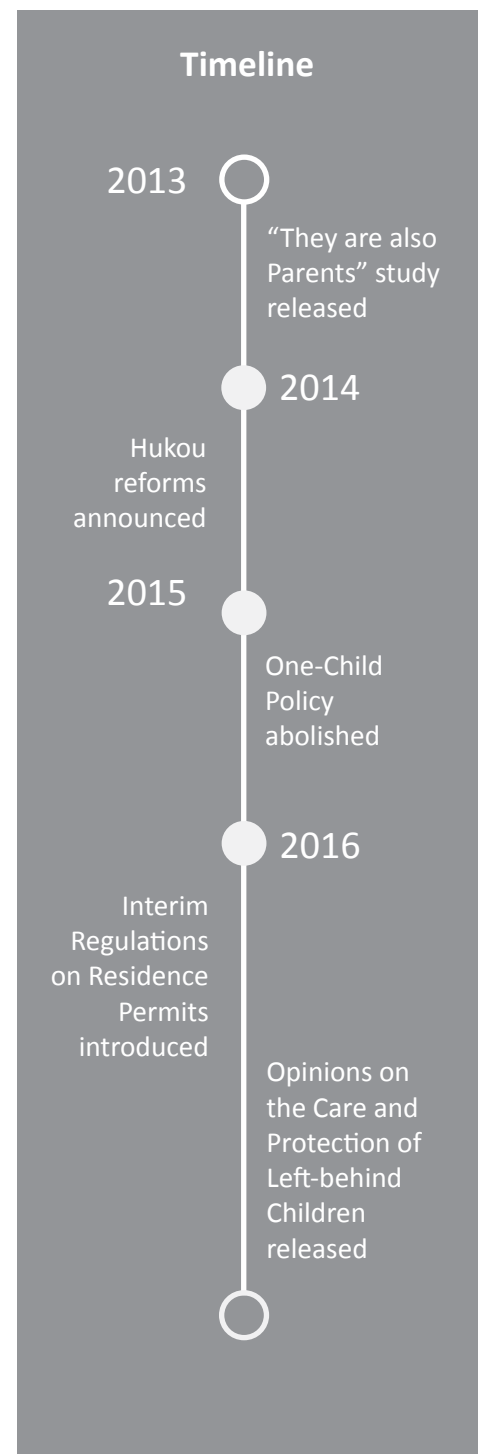 Timeline
2013
“They are also
Parents” study
released
2014
Hukou
reforms
announced
2015
One-Child
Policy
abolished
2016
Interim
Regulations
on Residence
Permits
introduced
Opinions on
the Care and
Protection of
Left-behind
Children
released